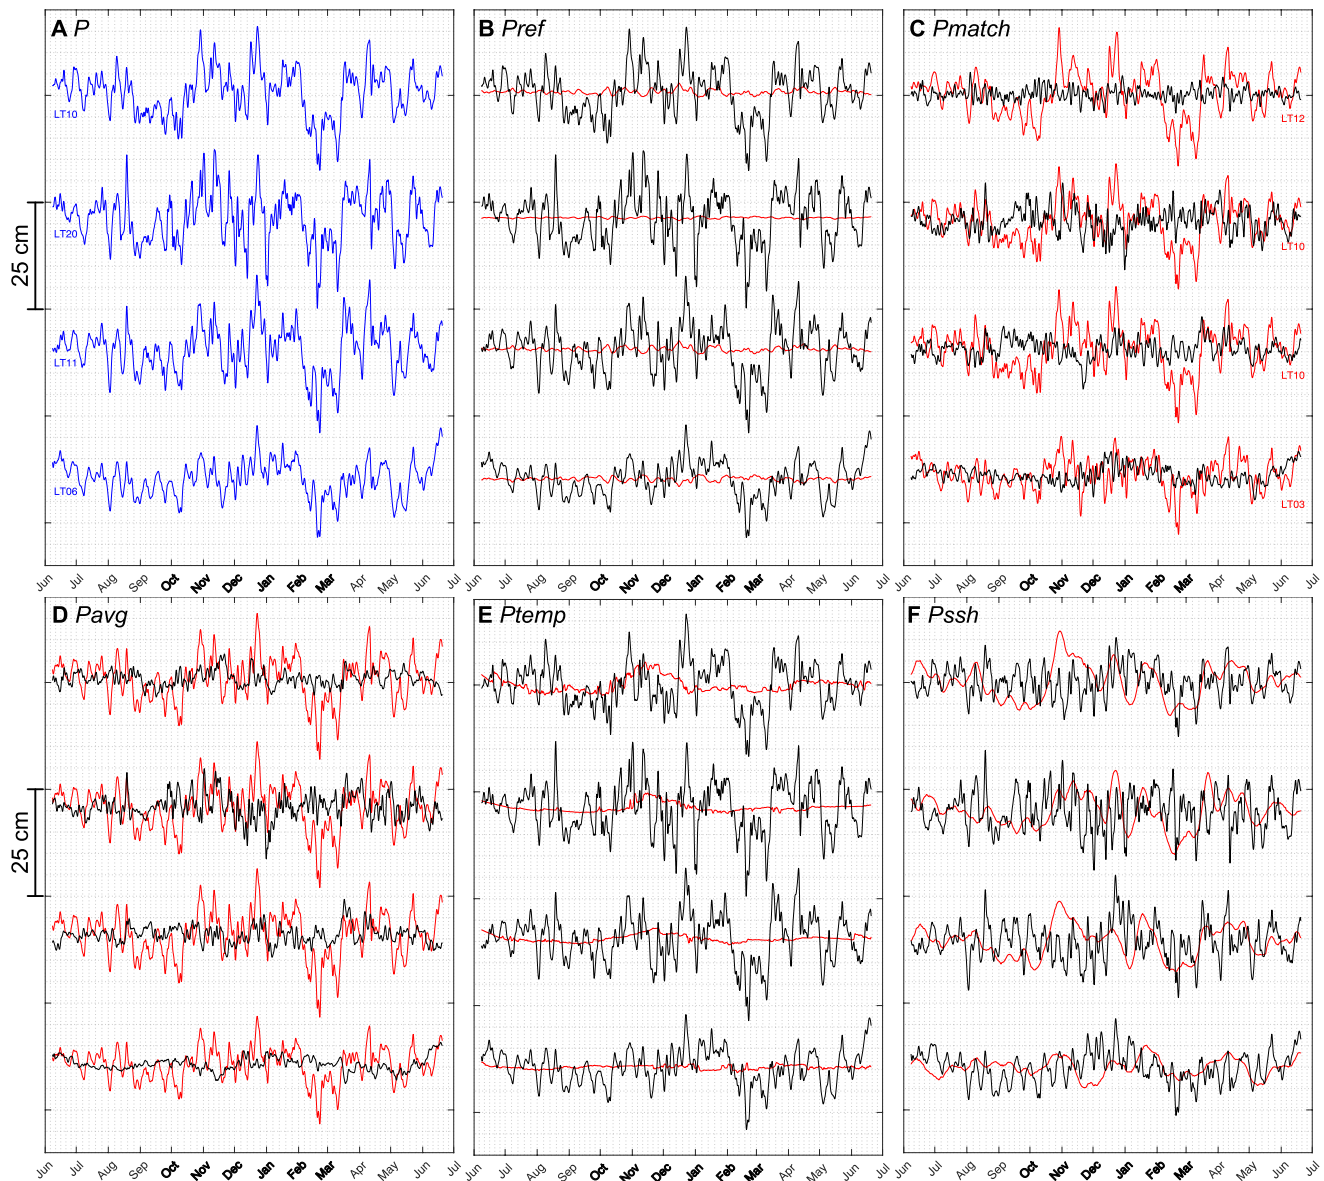 A P
B Pref
C Pmatch
LT10
LT20
LT11
LT06
LT12
LT10
LT10
LT03
25 cm
Jun Jul Aug Sep Oct Nov Dec Jan Feb Mar Apr May Jun Jul
Jun Jul Aug Sep Oct Nov Dec Jan Feb Mar Apr May Jun Jul
Jun Jul Aug Sep Oct Nov Dec Jan Feb Mar Apr May Jun Jul
D Pavg
E Ptemp
F Pssh
25 cm
Jun Jul Aug Sep Oct Nov Dec Jan Feb Mar Apr May Jun Jul
Jun Jul Aug Sep Oct Nov Dec Jan Feb Mar Apr May Jun Jul
Jun Jul Aug Sep Oct Nov Dec Jan Feb Mar Apr May Jun Jul